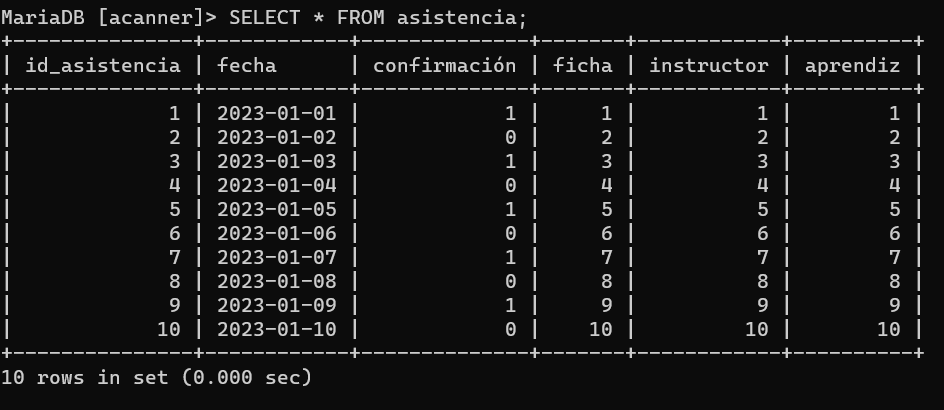 MariaDB [acanner]> SELECT * FROM asistencia;
+---------------+------------+--------------+-------+------------+----------+
| id_asistencia | fecha      | confirmación | ficha | instructor | aprendiz |
+---------------+------------+--------------+-------+------------+----------+
|             1 | 2023-01-01 |            1 |     1 |          1 |        1 |
|             2 | 2023-01-02 |            0 |     2 |          2 |        2 |
|             3 | 2023-01-03 |            1 |     3 |          3 |        3 |
|             4 | 2023-01-04 |            0 |     4 |          4 |        4 |
|             5 | 2023-01-05 |            1 |     5 |          5 |        5 |
|             6 | 2023-01-06 |            0 |     6 |          6 |        6 |
|             7 | 2023-01-07 |            1 |     7 |          7 |        7 |
|             8 | 2023-01-08 |            0 |     8 |          8 |        8 |
|             9 | 2023-01-09 |            1 |     9 |          9 |        9 |
|            10 | 2023-01-10 |            0 |    10 |         10 |       10 |
+---------------+------------+--------------+-------+------------+----------+
10 rows in set (0.000 sec)